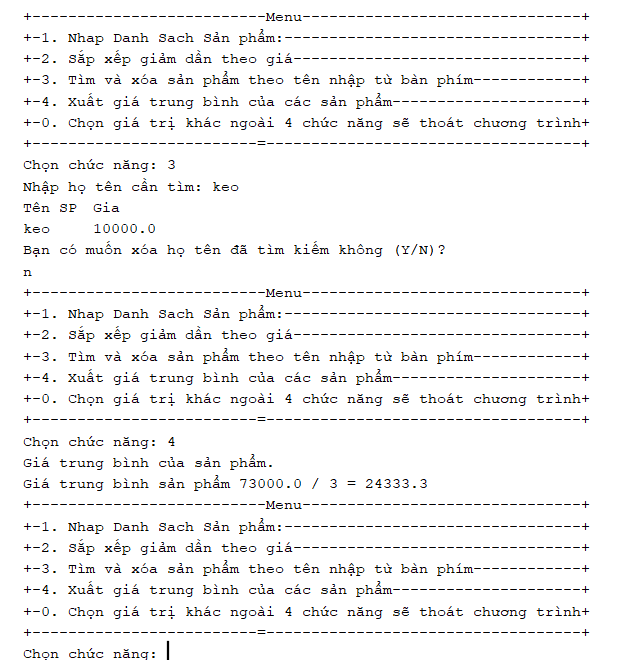 +--------------------------Menu-------------------------------+
+-1. Nhap Danh Sach Sản phẩm:---------------------------------+
+-2. Sắp xếp giảm dần theo giá--------------------------------+
+-3. Tìm và xóa sản phẩm theo tên nhập từ bàn phím------------+
+-4. Xuất giá trung bình của các sản phẩm---------------------+
+-0. Chọn giá trị khác ngoài 4 chức năng sẽ thoát chương trình+
+-------------------------=-----------------------------------+
Chọn chức năng: 3
Nhập họ tên cần tìm: keo
Tên SP  Gia
keo     10000.0
Bạn có muốn xóa họ tên đã tìm kiếm không (Y/N)?
n
+--------------------------Menu-------------------------------+
+-1. Nhap Danh Sach Sản phẩm:---------------------------------+
+-2. Sắp xếp giảm dần theo giá--------------------------------+
+-3. Tìm và xóa sản phẩm theo tên nhập từ bàn phím------------+
+-4. Xuất giá trung bình của các sản phẩm---------------------+
+-0. Chọn giá trị khác ngoài 4 chức năng sẽ thoát chương trình+
+-------------------------=-----------------------------------+
Chọn chức năng: 4
Giá trung bình của sản phẩm.
Giá trung bình sản phẩm 73000.0 / 3 = 24333.3
+--------------------------Menu-------------------------------+
+-1. Nhap Danh Sach Sản phẩm:---------------------------------+
+-2. Sắp xếp giảm dần theo giá--------------------------------+
+-3. Tìm và xóa sản phẩm theo tên nhập từ bàn phím------------+
+-4. Xuất giá trung bình của các sản phẩm---------------------+
+-0. Chọn giá trị khác ngoài 4 chức năng sẽ thoát chương trình+
+-------------------------=-----------------------------------+
Chọn chức năng: